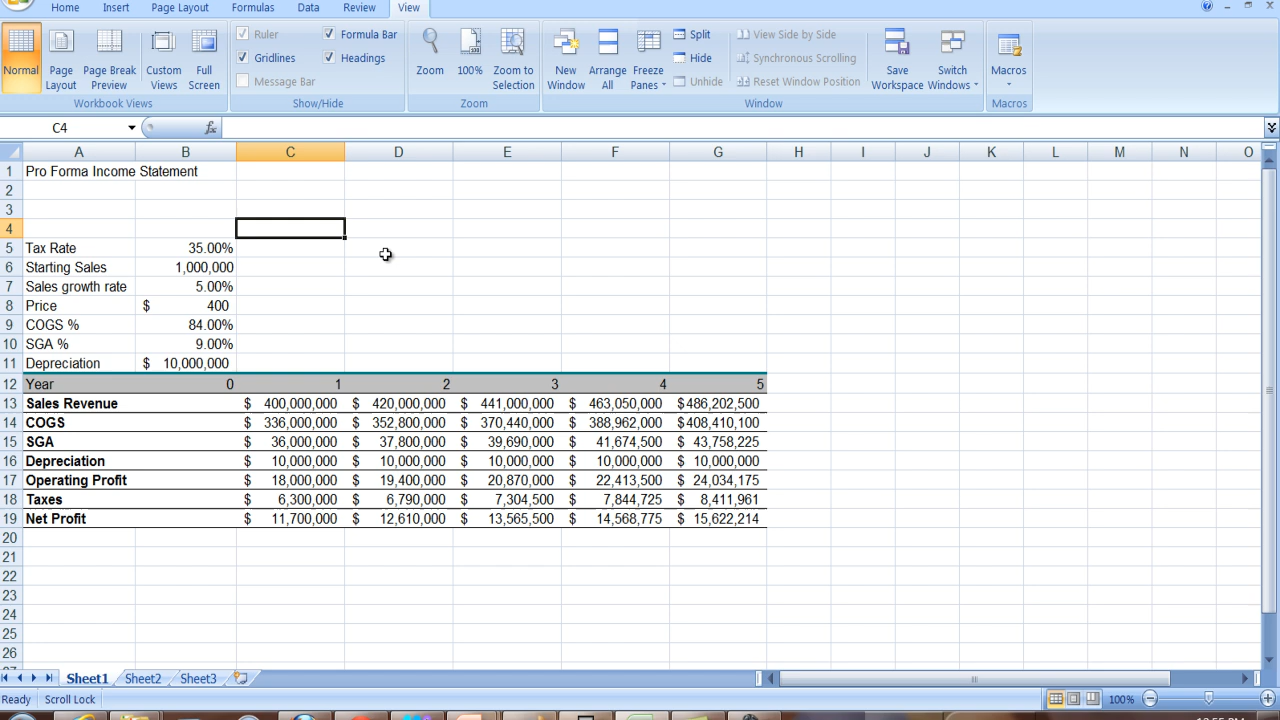 Home Insert Page Layout Formulas Data Review View
Ruler Formula Bar Split View Side by Side
Gridlines Headings Hide Synchronous Scrolling
Message Bar Unhide Reset Window Position
Normal Page Layout Page Break Preview Custom Views Full Screen Zoom 100% Zoom to Selection New Window Arrange All Freeze Panes Save Workspace Switch Windows Macros
Workbook Views Show/Hide Zoom Window Macros
C4 fx
A B C D E F G H I J K L M N O
1 Pro Forma Income Statement
2
3
4
5 Tax Rate 35.00%
6 Starting Sales 1,000,000
7 Sales growth rate 5.00%
8 Price $ 400
9 COGS % 84.00%
10 SGA % 9.00%
11 Depreciation $ 10,000,000
12 Year 0 1 2 3 4 5
13 Sales Revenue $ 400,000,000 $ 420,000,000 $ 441,000,000 $ 463,050,000 $486,202,500
14 COGS $ 336,000,000 $ 352,800,000 $ 370,440,000 $ 388,962,000 $408,410,100
15 SGA $ 36,000,000 $ 37,800,000 $ 39,690,000 $ 41,674,500 $ 43,758,225
16 Depreciation $ 10,000,000 $ 10,000,000 $ 10,000,000 $ 10,000,000 $ 10,000,000
17 Operating Profit $ 18,000,000 $ 19,400,000 $ 20,870,000 $ 22,413,500 $ 24,034,175
18 Taxes $ 6,300,000 $ 6,790,000 $ 7,304,500 $ 7,844,725 $ 8,411,961
19 Net Profit $ 11,700,000 $ 12,610,000 $ 13,565,500 $ 14,568,775 $ 15,622,214
20
21
22
23
24
25
26
Sheet1 Sheet2 Sheet3
Ready Scroll Lock 100%